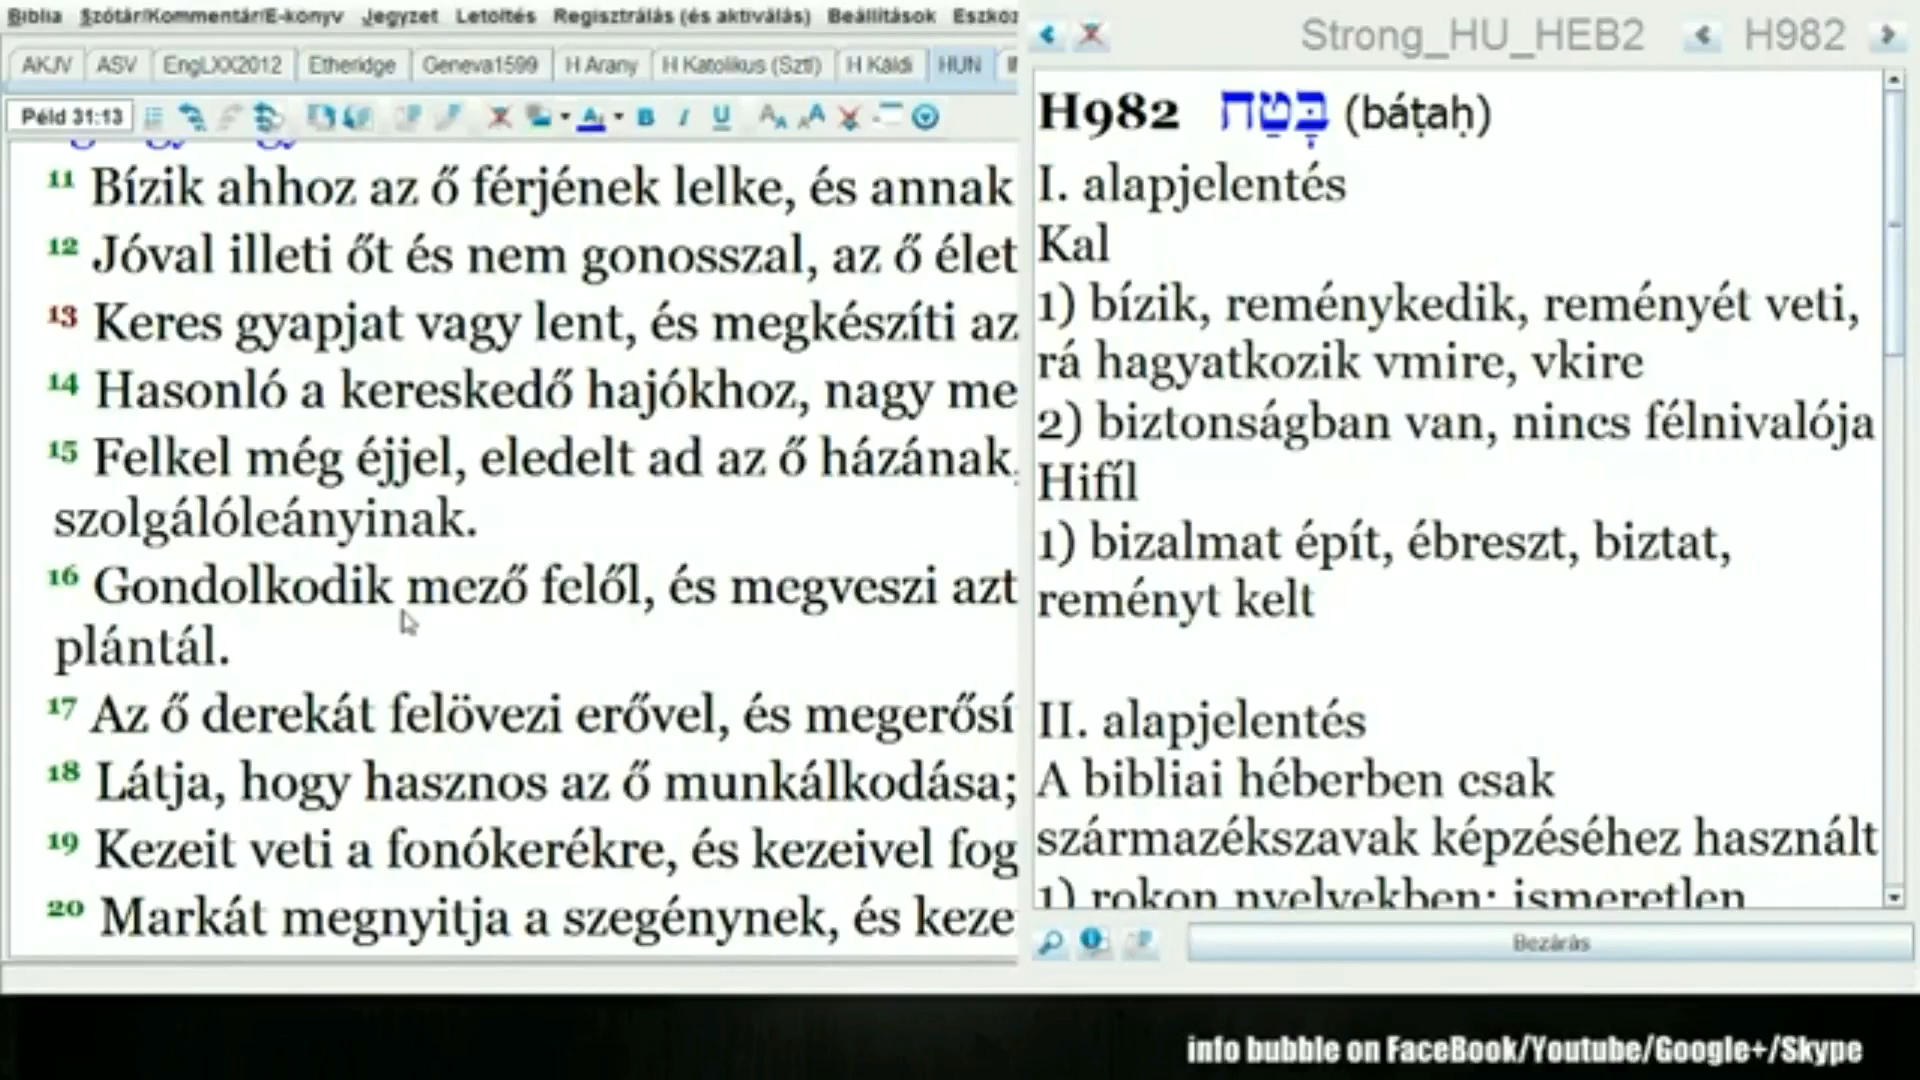 Biblia Szótár/Kommentár/E-könyv Jegyzet Letöltés Regisztrálás (és aktiválás) Beállítások
AKJV ASV EnglLXX2012 Etheridge Geneva1599 H Arany H Katolikus (SztI) H Káldi HUN
Péld 31:13
11 Bízik ahhoz az ő férjének lelke, és annak
12 Jóval illeti őt és nem gonosszal, az ő élet
13 Keres gyapjat vagy lent, és megkészíti az
14 Hasonló a kereskedő hajókhoz, nagy me
15 Felkel még éjjel, eledelt ad az ő házának,
szolgálóleányinak.
16 Gondolkodik mező felől, és megveszi azt
plántál.
17 Az ő derekát felövezi erővel, és megerősí
18 Látja, hogy hasznos az ő munkálkodása;
19 Kezeit veti a fonókerékre, és kezeivel fog
20 Markát megnyitja a szegénynek, és keze
Strong_HU_HEB2 H982
H982 בָּטַח (báṭaḥ)
I. alapjelentés
Kal
1) bízik, reménykedik, reményét veti,
rá hagyatkozik vmire, vkire
2) biztonságban van, nincs félnivalója
Hifíl
1) bizalmat épít, ébreszt, biztat,
reményt kelt
II. alapjelentés
A bibliai héberben csak
származékszavak képzéséhez használt
1) rokon nyelvekben: ismeretlen
Bezárás
info bubble on FaceBook/Youtube/Google+/Skype